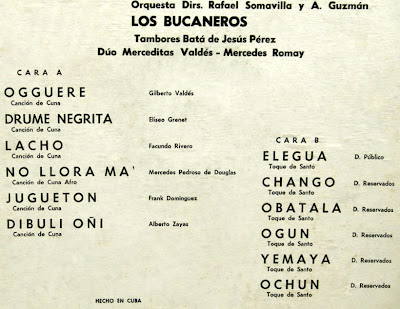 Orquesta Dirs. Rafael Somavilla y A. Guzmán
LOS BUCANEROS
Tambores Batá de Jesús Pérez
Dúo Merceditas Valdés - Mercedes Romay
CARA A
OGGUERE Gilberto Valdés
Canción de Cuna
DRUME NEGRITA Eliseo Grenet
Canción de Cuna
LACHO Facundo Rivero
Canción de Cuna
NO LLORA MA' Mercedes Pedroso de Douglas
Canción de Cuna Afro
JUGUETON Frank Domínguez
Canción de Cuna
DIBULI OÑI Alberto Zayas
Canción de Cuna
CARA B
ELEGUA D. Público
Toque de Santo
CHANGO D. Reservados
Toque de Santo
OBATALA D. Reservados
Toque de Santo
OGUN D. Reservados
Toque de Santo
YEMAYA D. Reservados
Toque de Santo
OCHUN D. Reservados
Toque de Santo
HECHO EN CUBA